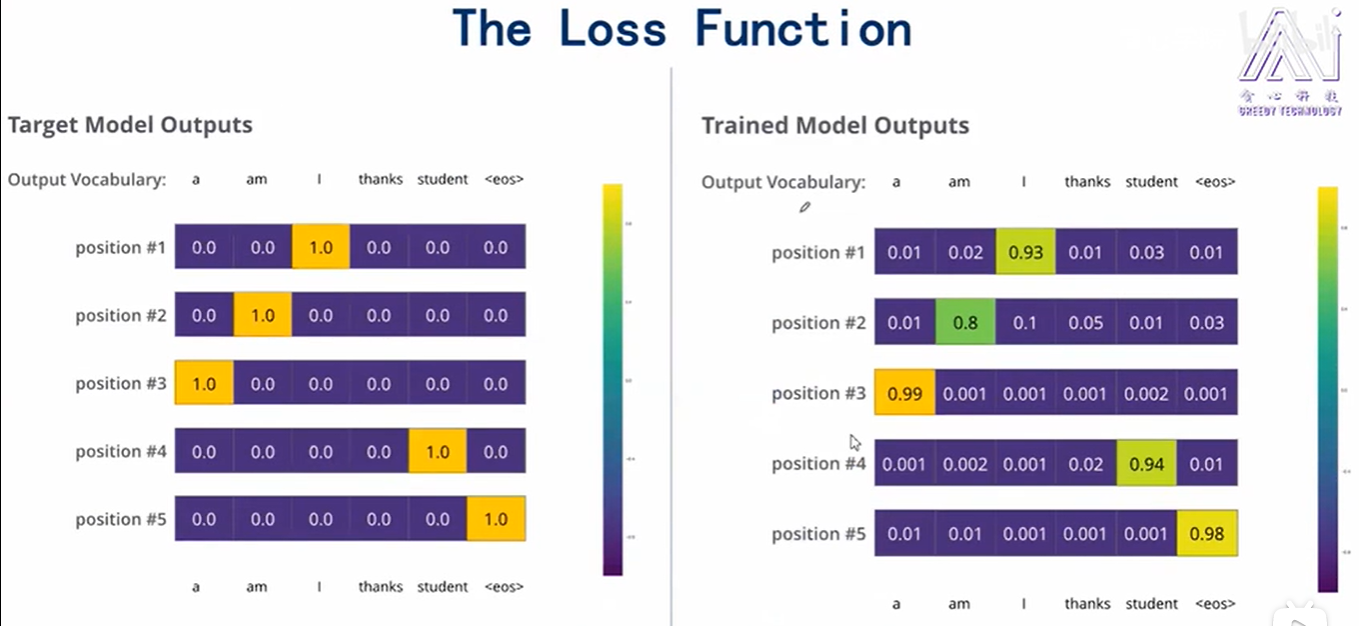 The Loss Function
贪心科技
GREEDY TECHNOLOGY
Target Model Outputs
Output Vocabulary: a am I thanks student <eos>
position #1 0.0 0.0 1.0 0.0 0.0 0.0
position #2 0.0 1.0 0.0 0.0 0.0 0.0
position #3 1.0 0.0 0.0 0.0 0.0 0.0
position #4 0.0 0.0 0.0 0.0 1.0 0.0
position #5 0.0 0.0 0.0 0.0 0.0 1.0
a am I thanks student <eos>
Trained Model Outputs
Output Vocabulary: a am I thanks student <eos>
position #1 0.01 0.02 0.93 0.01 0.03 0.01
position #2 0.01 0.8 0.1 0.05 0.01 0.03
position #3 0.99 0.001 0.001 0.001 0.002 0.001
position #4 0.001 0.002 0.001 0.02 0.94 0.01
position #5 0.01 0.01 0.001 0.001 0.001 0.98
a am I thanks student <eos>